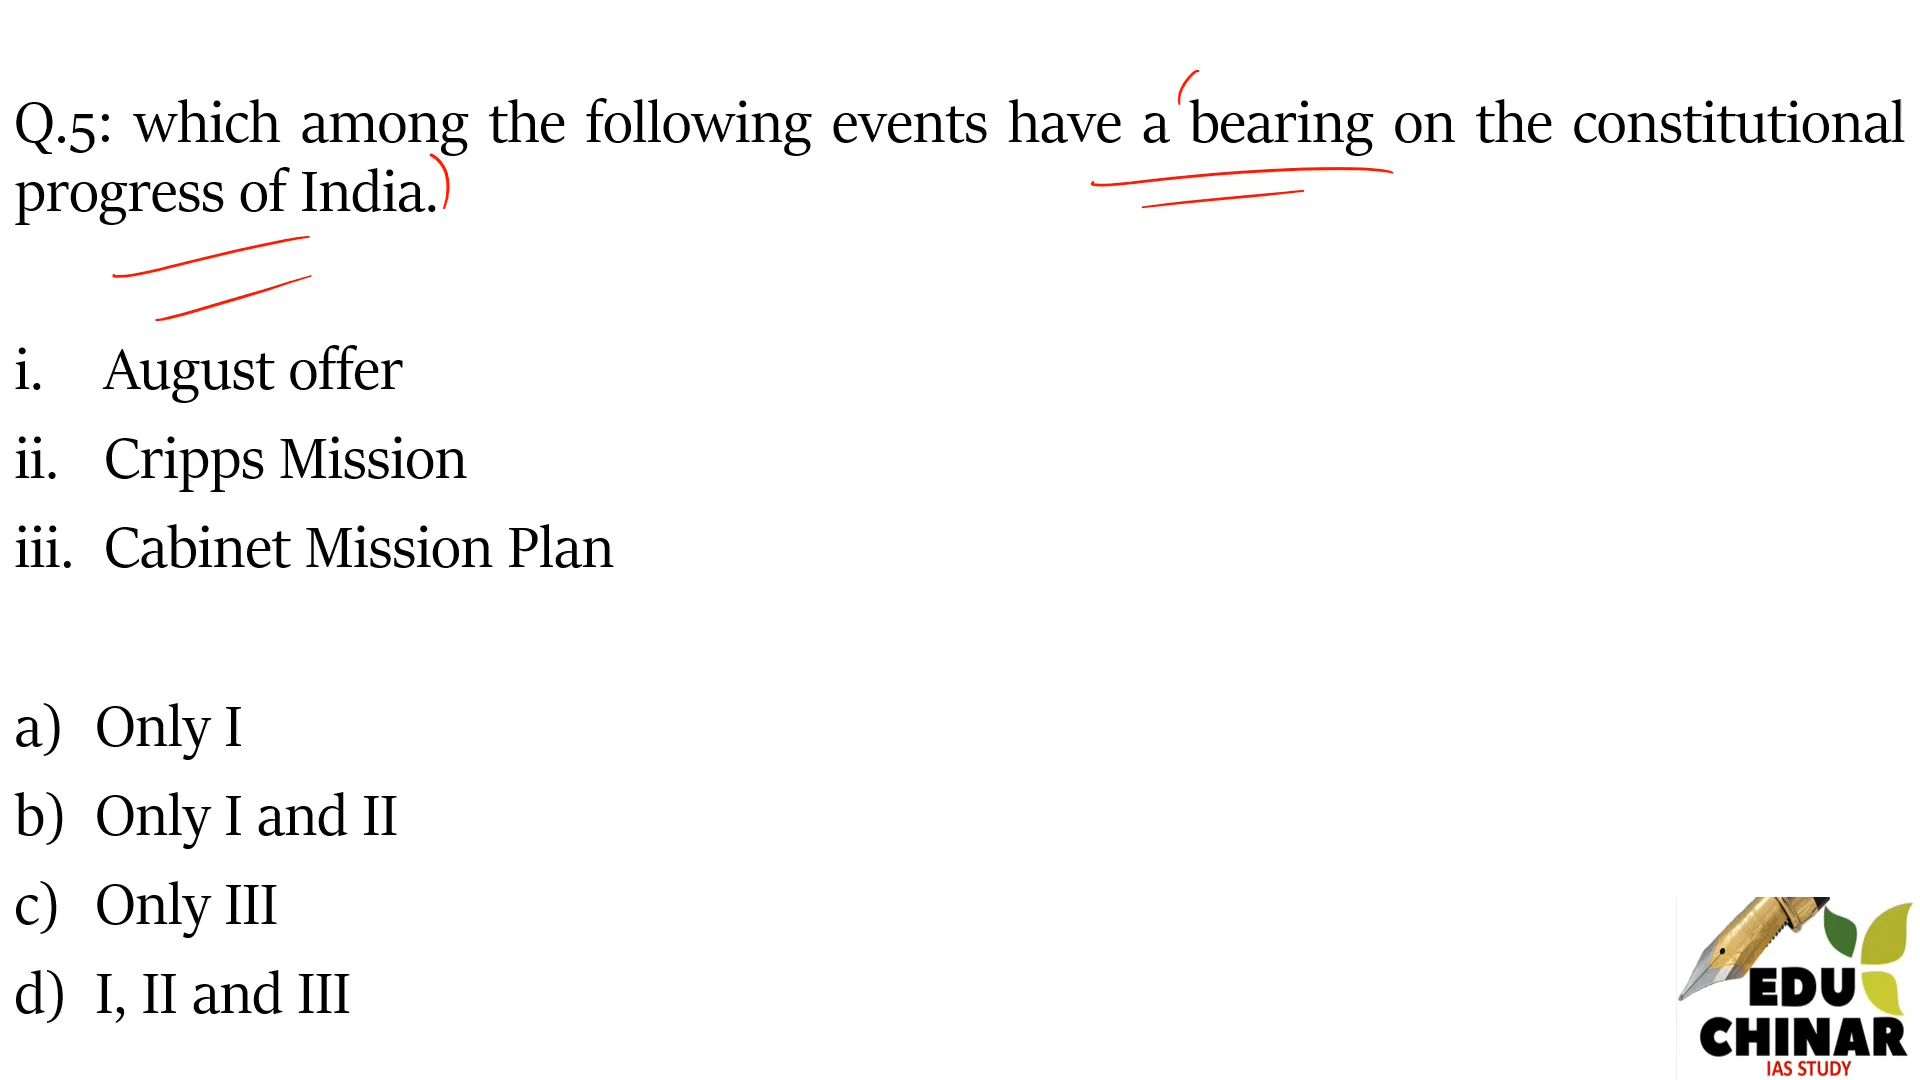 Q.5: which among the following events have a bearing on the constitutional
progress of India.
i. August offer
ii. Cripps Mission
iii. Cabinet Mission Plan
a) Only I
b) Only I and II
c) Only III
d) I, II and III
EDU
CHINAR
IAS STUDY